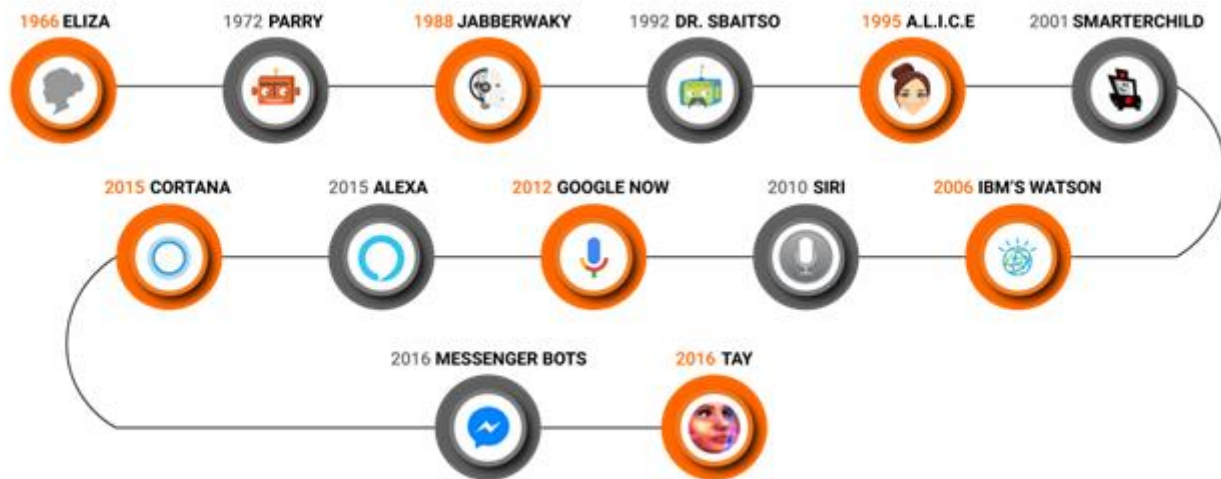 1966 ELIZA
1972 PARRY
1988 JABBERWAKY
1992 DR. SBAITSO
1995 A.L.I.C.E
2001 SMARTERCHILD
2015 CORTANA
2015 ALEXA
2012 GOOGLE NOW
2010 SIRI
2006 IBM'S WATSON
2016 MESSENGER BOTS
2016 TAY